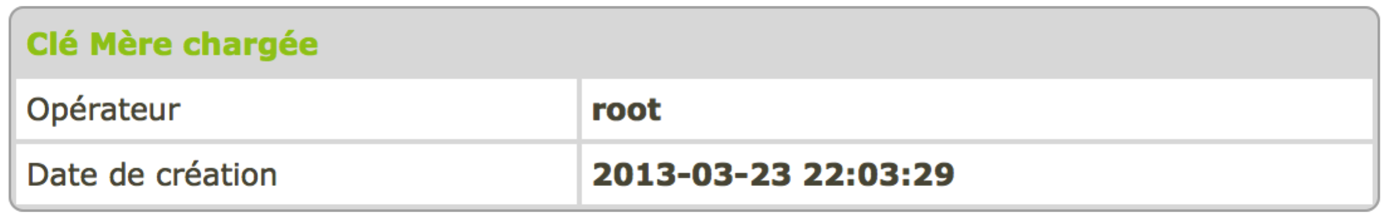 Clé Mère chargée
Opérateur root
Date de création 2013-03-23 22:03:29